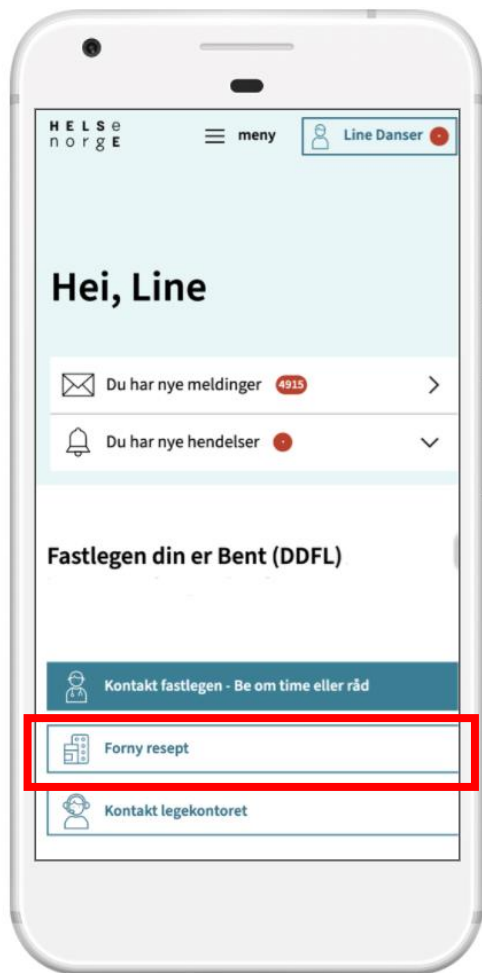 HELSe
norgE
meny
Line Danser
Hei, Line
Du har nye meldinger 4915
Du har nye hendelser
Fastlegen din er Bent (DDFL)
Kontakt fastlegen - Be om time eller råd
Forny resept
Kontakt legekontoret